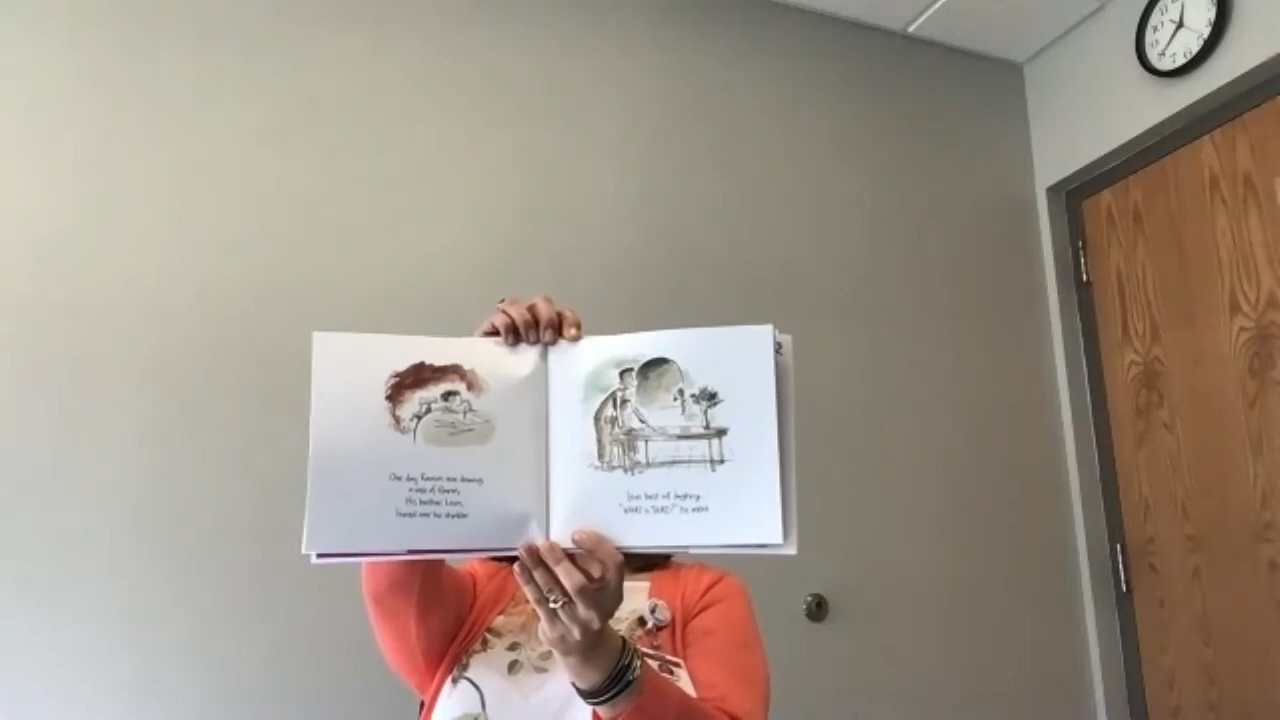 One day, Ramon was drawing
a vase of flowers.
His brother, Leon,
leaned over his shoulder.
Leon burst out laughing.
"WHAT is THAT?" he asked.